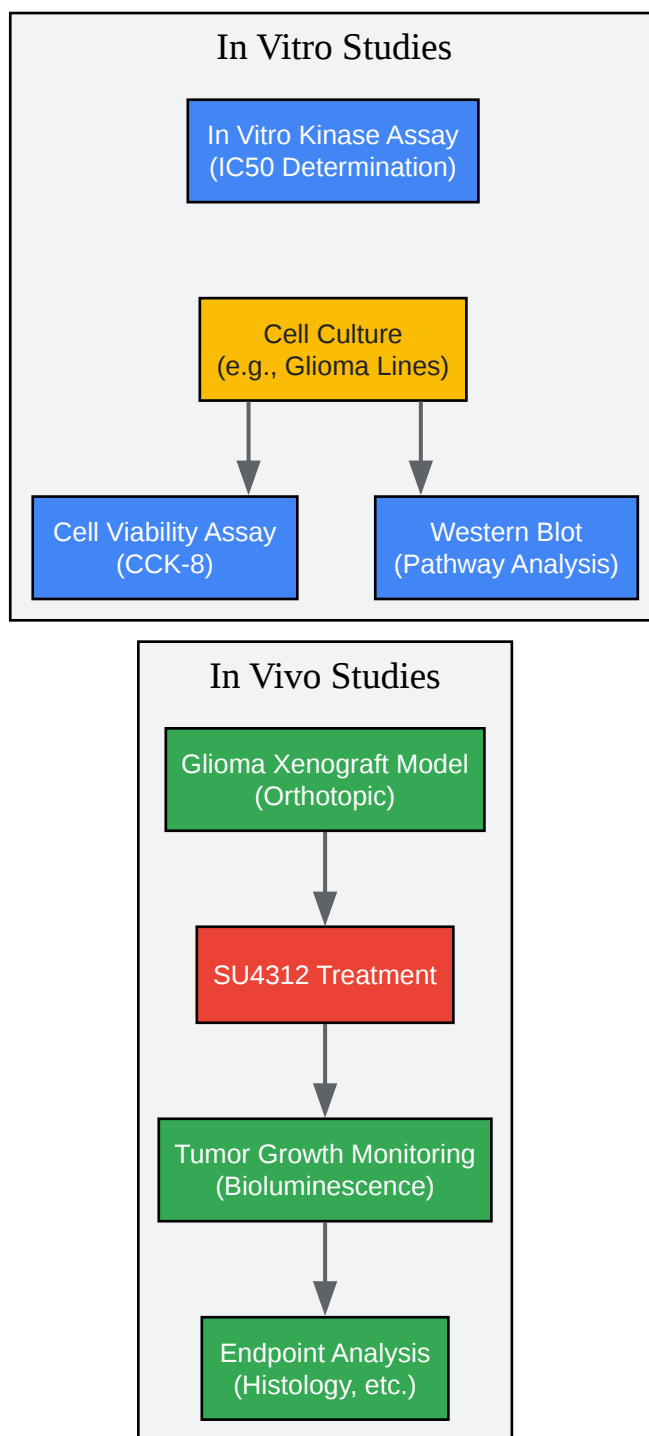 In Vitro Studies
In Vitro Kinase Assay
(IC50 Determination)
Cell Culture
(e.g., Glioma Lines)
Cell Viability Assay
(CCK-8)
Western Blot
(Pathway Analysis)
In Vivo Studies
Glioma Xenograft Model
(Orthotopic)
SU4312 Treatment
Tumor Growth Monitoring
(Bioluminescence)
Endpoint Analysis
(Histology, etc.)